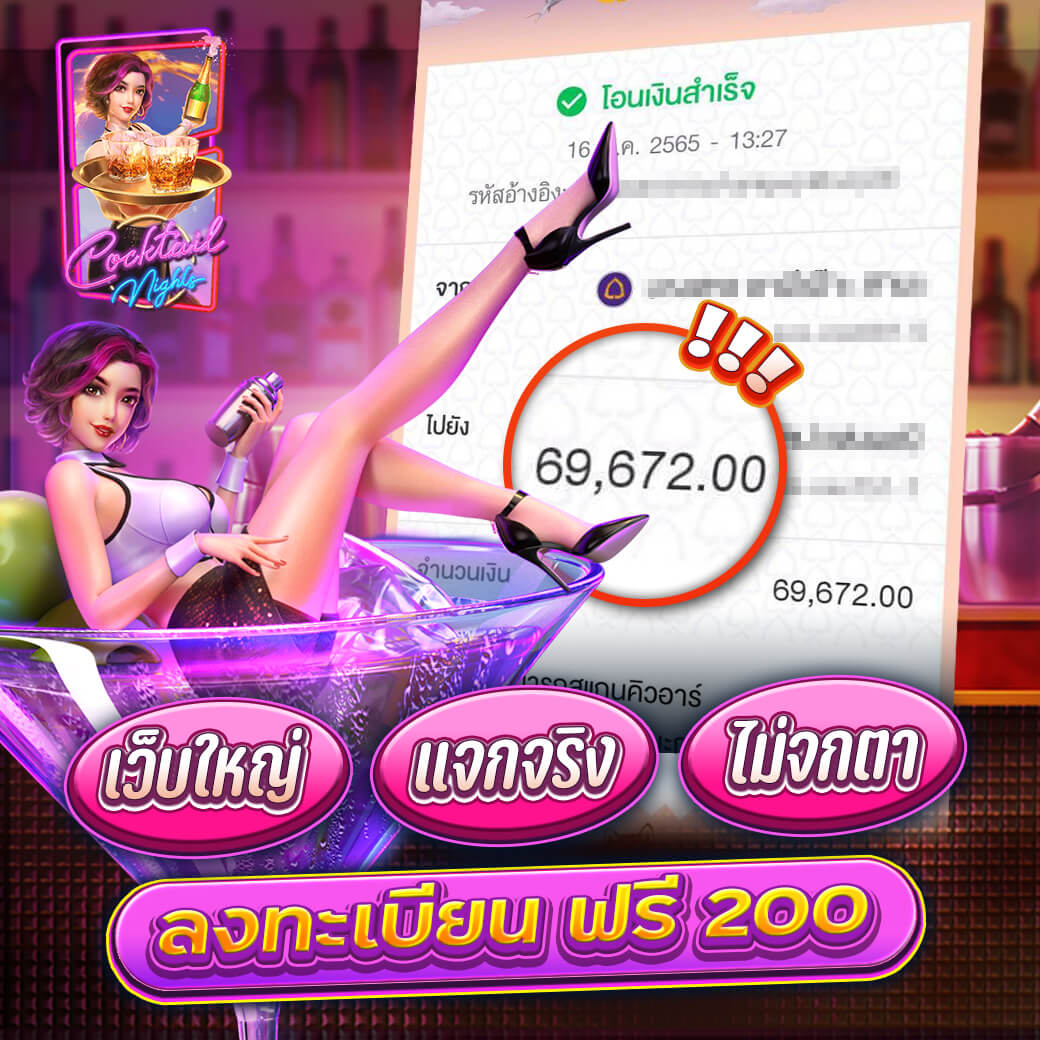 Cocktail
Nights
โอนเงินสำเร็จ
2565 - 13:27
รหัสอ้างอิง:
!!!
ไปยัง
69,672.00
จำนวนเงิน
69,672.00
เว็บใหญ่
แจกจริง
ไม่จกตา
ลงทะเบียน ฟรี 200